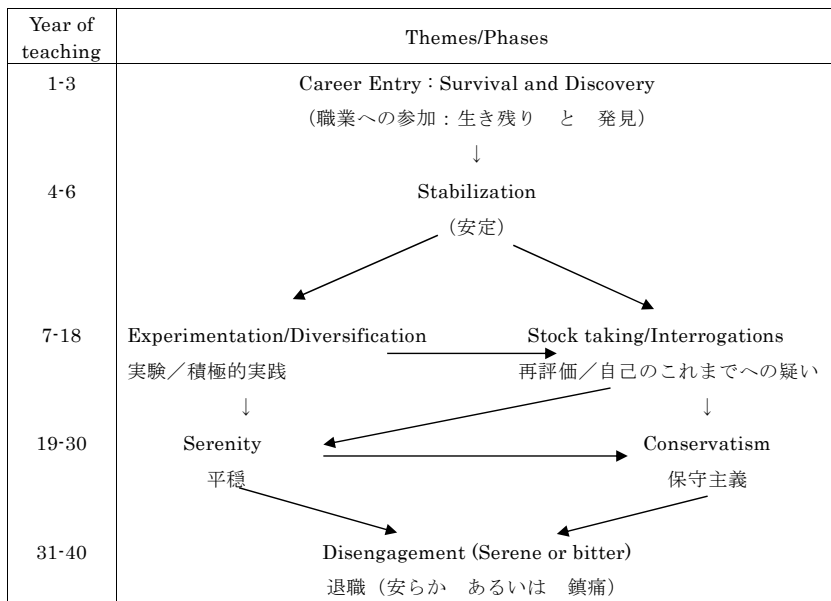 Year of teaching
Themes/Phases
1-3
Career Entry：Survival and Discovery
（職業への参加：生き残り　と　発見）
↓
4-6
Stabilization
（安定）
7-18
Experimentation/Diversification
Stock taking/Interrogations
実験／積極的実践
再評価／自己のこれまでへの疑い
↓
↓
19-30
Serenity
Conservatism
平穏
保守主義
31-40
Disengagement (Serene or bitter)
退職（安らか　あるいは　鎮痛）